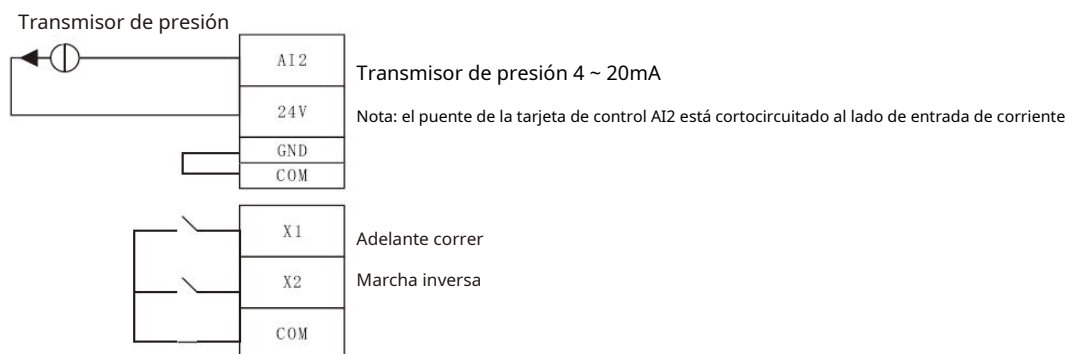 Transmisor de presión
AI2
Transmisor de presión 4 ~ 20mA
24V
Nota: el puente de la tarjeta de control AI2 está cortocircuitado al lado de entrada de corriente
GND
COM
X1
Adelante correr
X2
Marcha inversa
COM